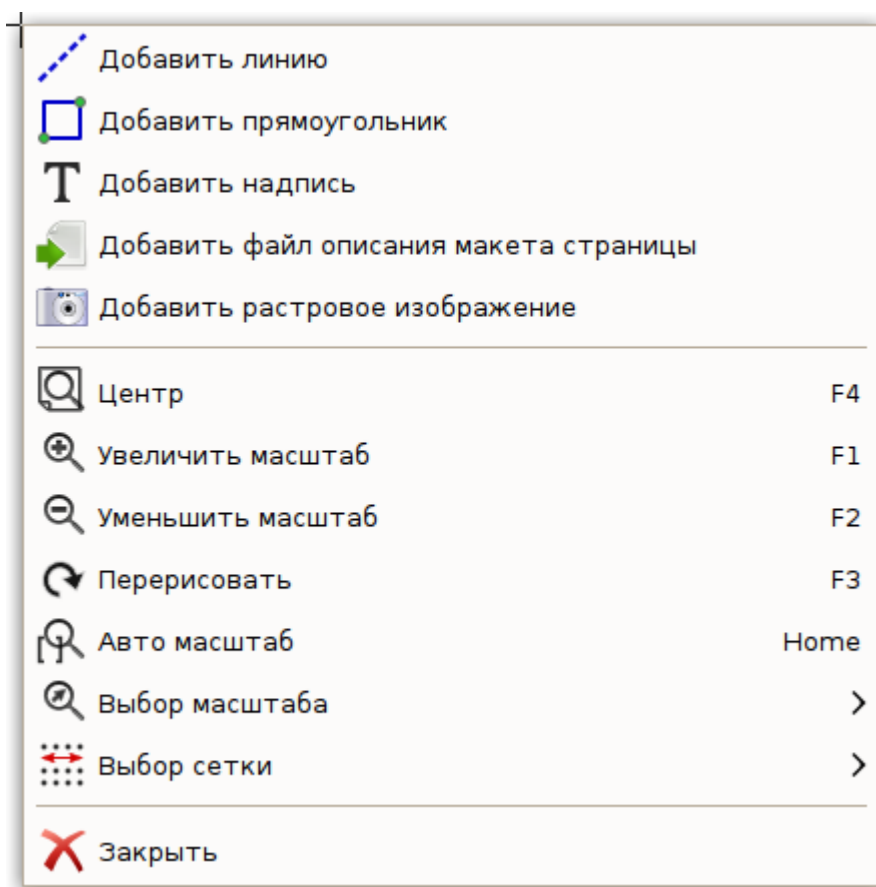 Добавить линию
Добавить прямоугольник
Добавить надпись
Добавить файл описания макета страницы
Добавить растровое изображение
Центр F4
Увеличить масштаб F1
Уменьшить масштаб F2
Перерисовать F3
Авто масштаб Home
Выбор масштаба
Выбор сетки
Закрыть